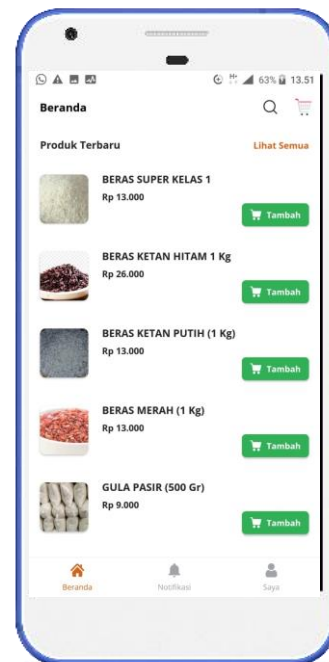 63% 13.51
Beranda
Produk Terbaru Lihat Semua
BERAS SUPER KELAS 1
Rp 13.000
Tambah
BERAS KETAN HITAM 1 Kg
Rp 26.000
Tambah
BERAS KETAN PUTIH (1 Kg)
Rp 13.000
Tambah
BERAS MERAH (1 Kg)
Rp 13.000
Tambah
GULA PASIR (500 Gr)
Rp 9.000
Tambah
Beranda Notifikasi Saya